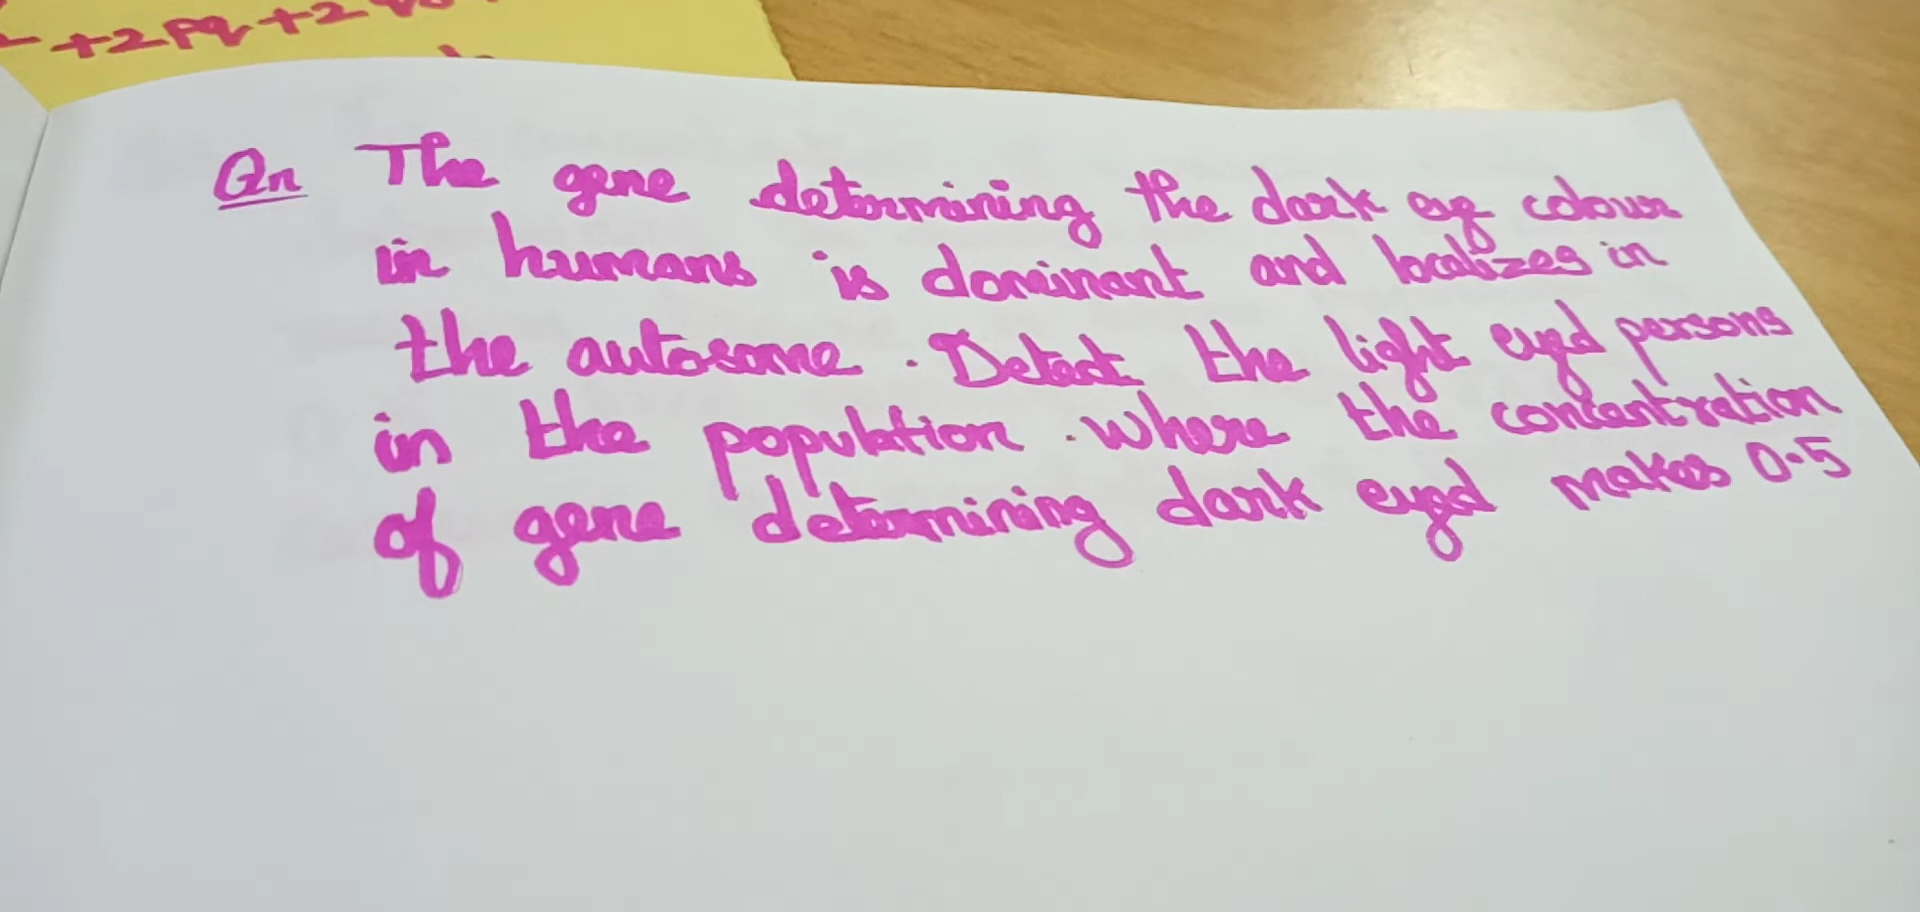 +2pq+2
Qn The gene determining the dark eye colour
in humans is dominant and localizes in
the autosome. Detect the light eyed persons
in the population. where the concentration
of gene determining dark eyed makes 0.5